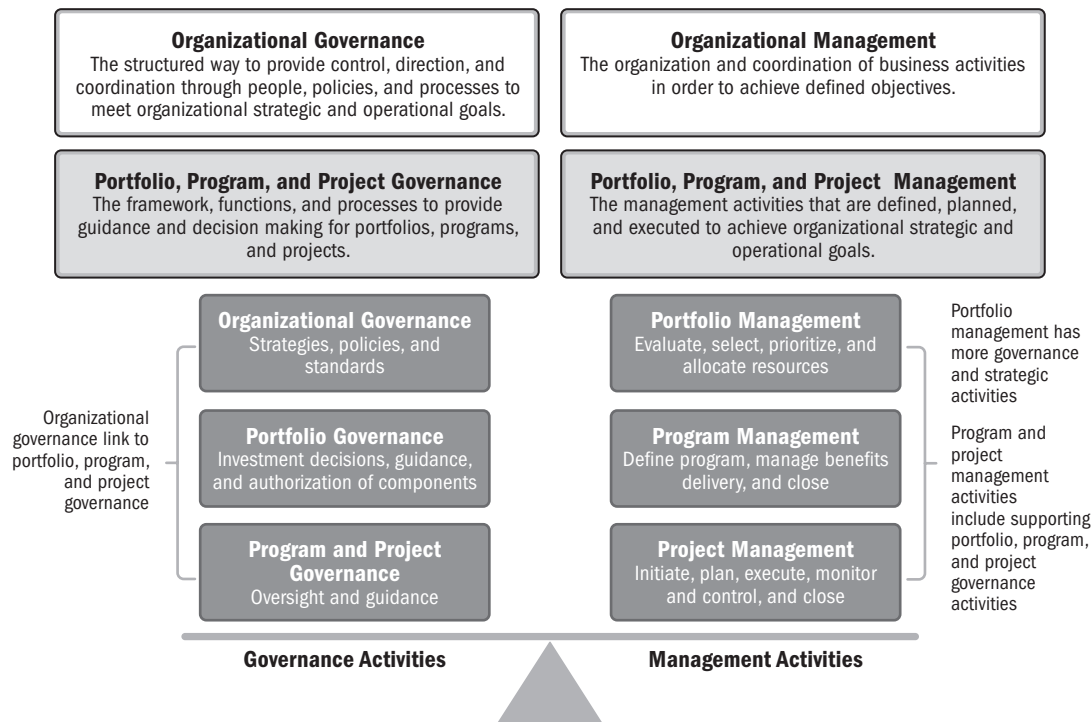 Organizational Governance
The structured way to provide control, direction, and
coordination through people, policies, and processes to
meet organizational strategic and operational goals.
Organizational Management
The organization and coordination of business activities
in order to achieve defined objectives.
Portfolio, Program, and Project Governance
The framework, functions, and processes to provide
guidance and decision making for portfolios, programs,
and projects.
Portfolio, Program, and Project Management
The management activities that are defined, planned,
and executed to achieve organizational strategic and
operational goals.
Organizational
governance link to
portfolio, program,
and project
governance
Organizational Governance
Strategies, policies, and
standards
Portfolio Governance
Investment decisions, guidance,
and authorization of components
Program and Project
Governance
Oversight and guidance
Portfolio Management
Evaluate, select, prioritize, and
allocate resources
Program Management
Define program, manage benefits
delivery, and close
Project Management
Initiate, plan, execute, monitor
and control, and close
Portfolio
management has
more governance
and strategic
activities
Program and
project
management
activities
include supporting
portfolio, program,
and project
governance
activities
Governance Activities
Management Activities